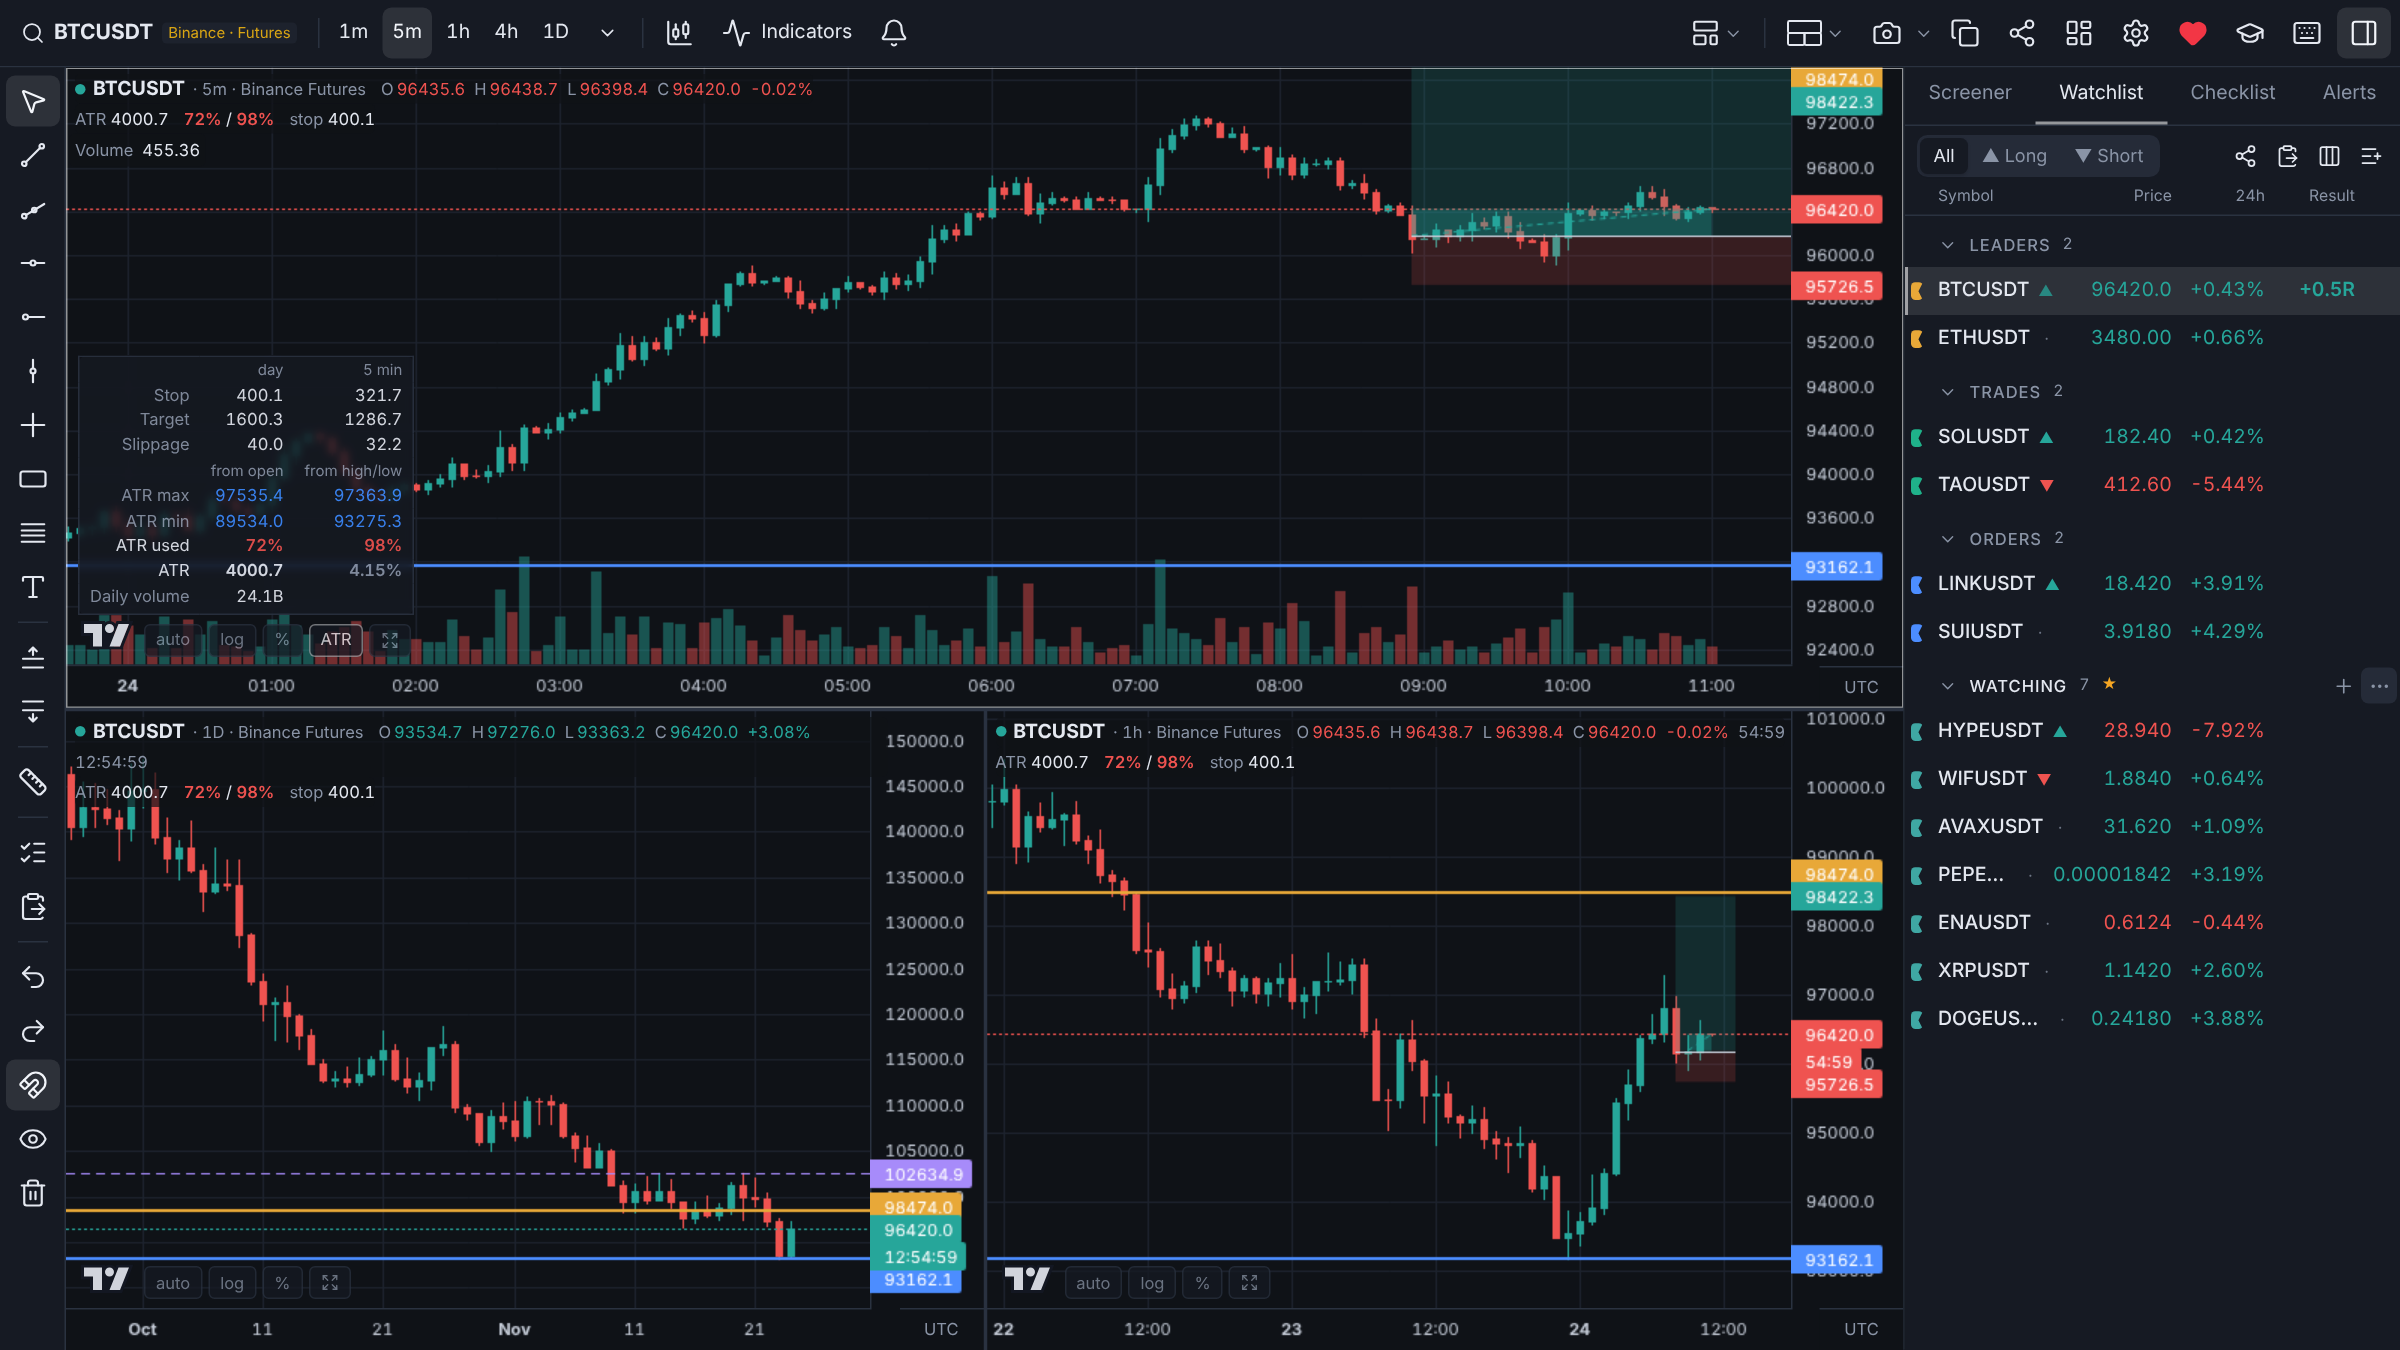 BTCUSDT Binance · Futures 1m 5m 1h 4h 1D Indicators
BTCUSDT · 5m · Binance Futures O 96435.6 H 96438.7 L 96398.4 C 96420.0 -0.02%
ATR 4000.7 72% / 98% stop 400.1
Volume 455.36
98474.0
98422.3
97200.0
96800.0
96420.0
96000.0
95726.5
95200.0
94800.0
94400.0
94000.0
93600.0
93162.1
92800.0
92400.0
day 5 min
Stop 400.1 321.7
Target 1600.3 1286.7
Slippage 40.0 32.2
from open from high/low
ATR max 97535.4 97363.9
ATR min 89534.0 93275.3
ATR used 72% 98%
ATR 4000.7 4.15%
Daily volume 24.1B
auto log % ATR
24 01:00 02:00 03:00 04:00 05:00 06:00 07:00 08:00 09:00 10:00 11:00 UTC
BTCUSDT · 1D · Binance Futures O 93534.7 H 97276.0 L 93363.2 C 96420.0 +3.08%
12:54:59
ATR 4000.7 72% / 98% stop 400.1
150000.0
145000.0
140000.0
135000.0
130000.0
125000.0
120000.0
115000.0
110000.0
105000.0
102634.9
98474.0
96420.0
12:54:59
93162.1
auto log %
Oct 11 21 Nov 11 21 UTC
BTCUSDT · 1h · Binance Futures O 96435.6 H 96438.7 L 96398.4 C 96420.0 -0.02% 54:59
ATR 4000.7 72% / 98% stop 400.1
101000.0
100000.0
99000.0
98474.0
98422.3
98000.0
97000.0
96420.0
54:59
95726.5
95000.0
94000.0
93162.1
auto log %
22 12:00 23 12:00 24 12:00 UTC
Screener Watchlist Checklist Alerts
All Long Short
Symbol Price 24h Result
LEADERS 2
BTCUSDT 96420.0 +0.43% +0.5R
ETHUSDT · 3480.00 +0.66%
TRADES 2
SOLUSDT 182.40 +0.42%
TAOUSDT 412.60 -5.44%
ORDERS 2
LINKUSDT 18.420 +3.91%
SUIUSDT · 3.9180 +4.29%
WATCHING 7
HYPEUSDT 28.940 -7.92%
WIFUSDT 1.8840 +0.64%
AVAXUSDT · 31.620 +1.09%
PEPE... · 0.00001842 +3.19%
ENAUSDT · 0.6124 -0.44%
XRPUSDT · 1.1420 +2.60%
DOGEUS... · 0.24180 +3.88%